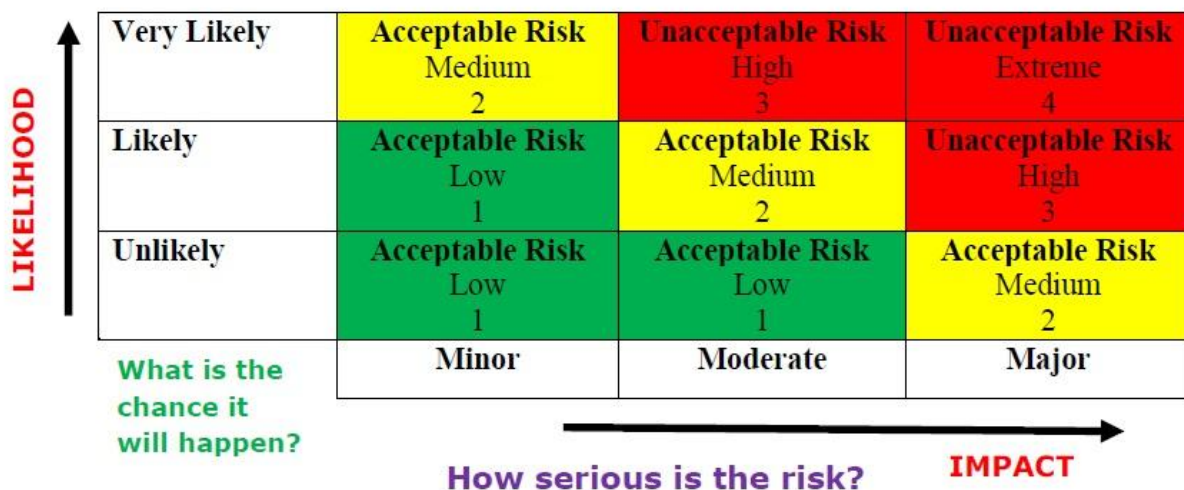 LIKELIHOOD
Very Likely
Acceptable Risk
Medium
2
Unacceptable Risk
High
3
Unacceptable Risk
Extreme
4
Likely
Acceptable Risk
Low
1
Acceptable Risk
Medium
2
Unacceptable Risk
High
3
Unlikely
Acceptable Risk
Low
1
Acceptable Risk
Low
1
Acceptable Risk
Medium
2
Minor
Moderate
Major
What is the
chance it
will happen?
How serious is the risk?
IMPACT